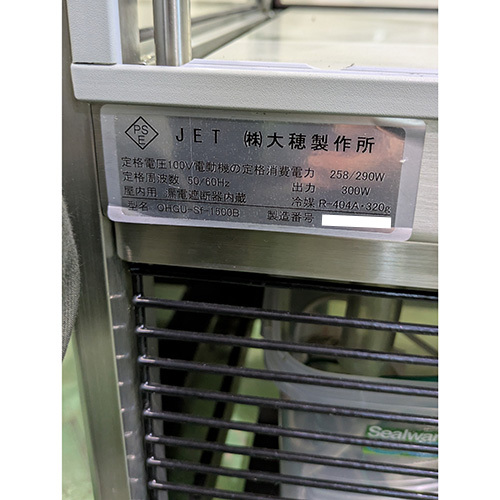 PS
E
JET ㈱大穂製作所
定格電圧100V/電動機の定格消費電力 258/290W
定格周波数 50/60Hz 出力 300W
屋内用 漏電遮断器内蔵 冷媒 R-404A・320g
型名 OHGU-Sf-1600B 製造番号
Sealwar